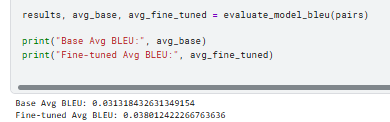 results, avg_base, avg_fine_tuned = evaluate_model_bleu(pairs)
print("Base Avg BLEU:", avg_base)
print("Fine-tuned Avg BLEU:", avg_fine_tuned)
Base Avg BLEU: 0.031318432631349154
Fine-tuned Avg BLEU: 0.038012422266763636